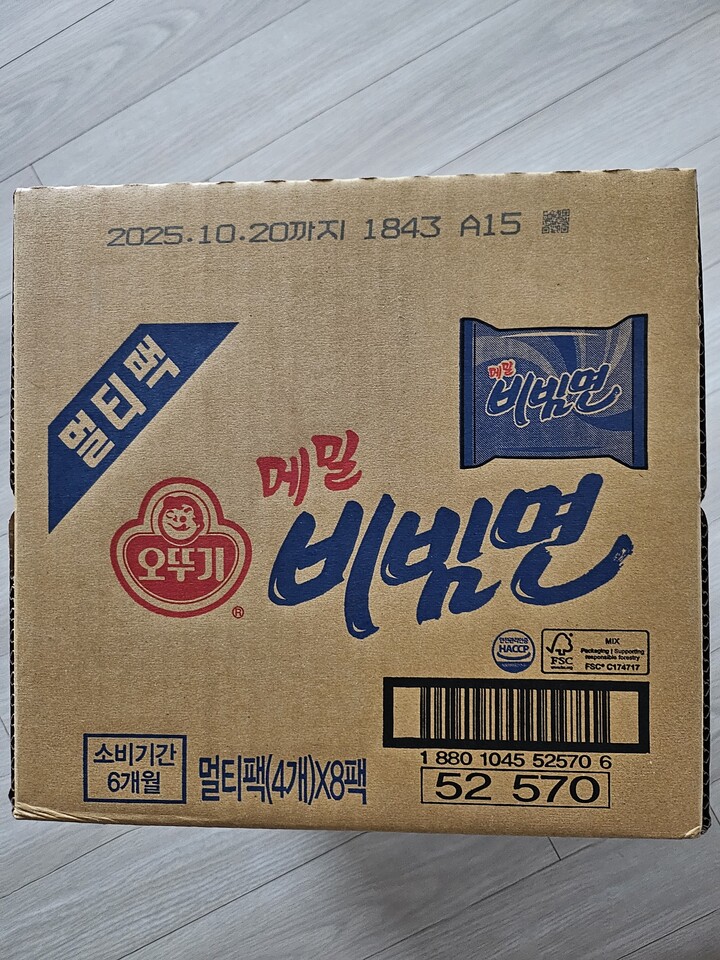 2025.10.20까지 1843 A15
멀티팩
메밀
비빔면
메밀
비빔면
오뚜기
®
HACCP
FSC
MIX
Packaging | Supporting
responsible forestry
FSC® C174717
1 880 1045 52570 6
52 570
소비기간
6개월
멀티팩(4개)X8팩